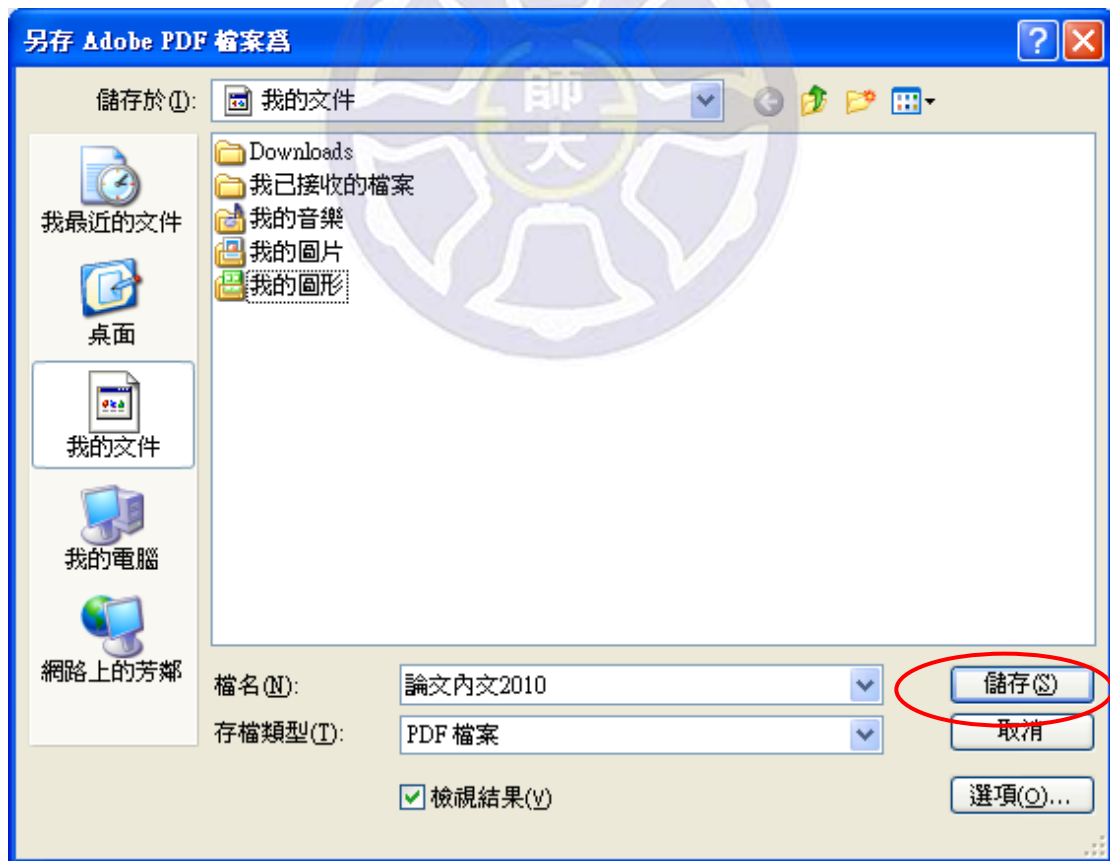 另存 Adobe PDF 檔案為
儲存於(I):
我的文件
師
大
Downloads
我已接收的檔案
我的音樂
我的圖片
我的圖形
我最近的文件
桌面
我的文件
我的電腦
網路上的芳鄰
檔名(N):
論文內文2010
儲存(S)
存檔類型(T):
PDF 檔案
取消
檢視結果(V)
選項(O)...